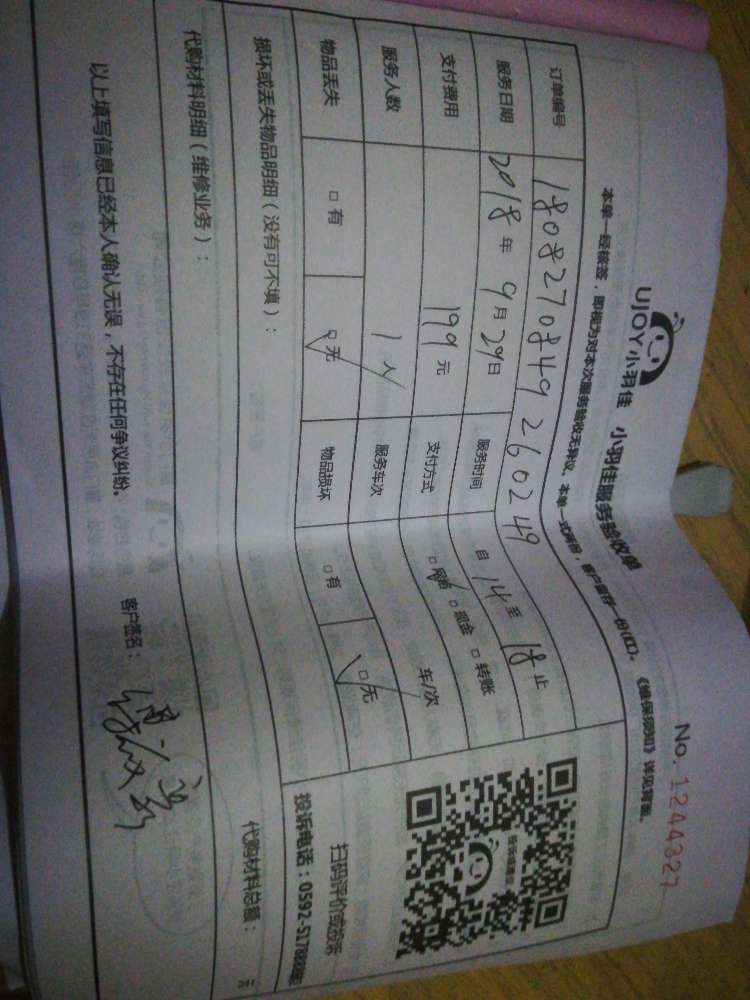 UJOY小羽佳 小羽佳服务验收单
No. 1244327
本单一经核签，即视为对本次服务验收无异议。本单一式两份，客户留存一份(红)。《维保须知》详见背面。
订单编号 1808270849260249
服务日期 2018年9月29日 服务时间 自14至18止
支付费用 199元 支付方式 □网络 □现金 □转账
服务人数 1人 服务车次 车/次
物品丢失 □有 □无 物品损坏 □有 □无
损坏或丢失物品明细（没有可不填）：
扫码评价或投诉
投诉电话：0592-5178
代购材料明细（维修业务）： 代购材料总额： 元
以上填写信息已经本人确认无误，不存在任何争议纠纷。 客户签名：